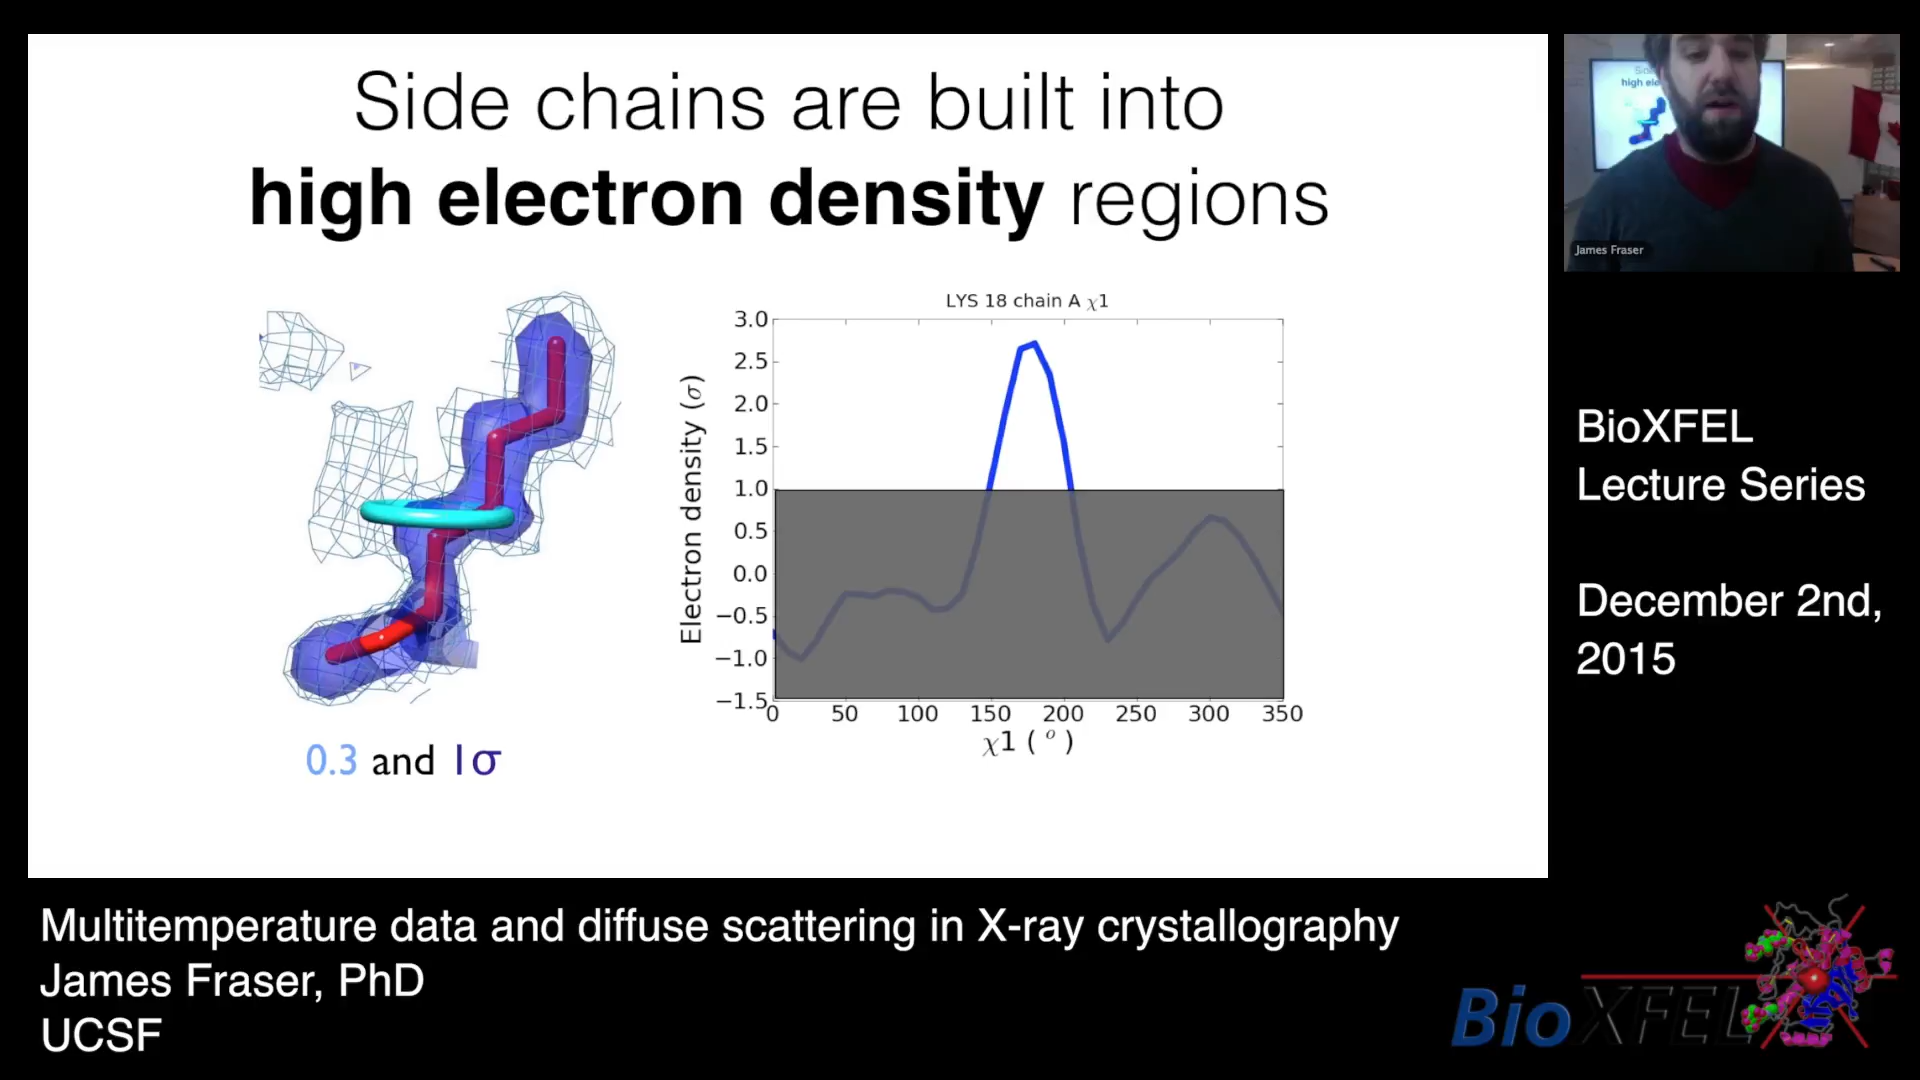 Side chains are built into
high electron density regions
LYS 18 chain A χ1
3.0
2.5
2.0
1.5
1.0
0.5
0.0
−0.5
−1.0
−1.5
Electron density (σ)
0 50 100 150 200 250 300 350
χ1 ( ° )
0.3 and 1σ
Side
high ele
James Fraser
BioXFEL
Lecture Series
December 2nd,
2015
Multitemperature data and diffuse scattering in X-ray crystallography
James Fraser, PhD
UCSF
BioXFEL